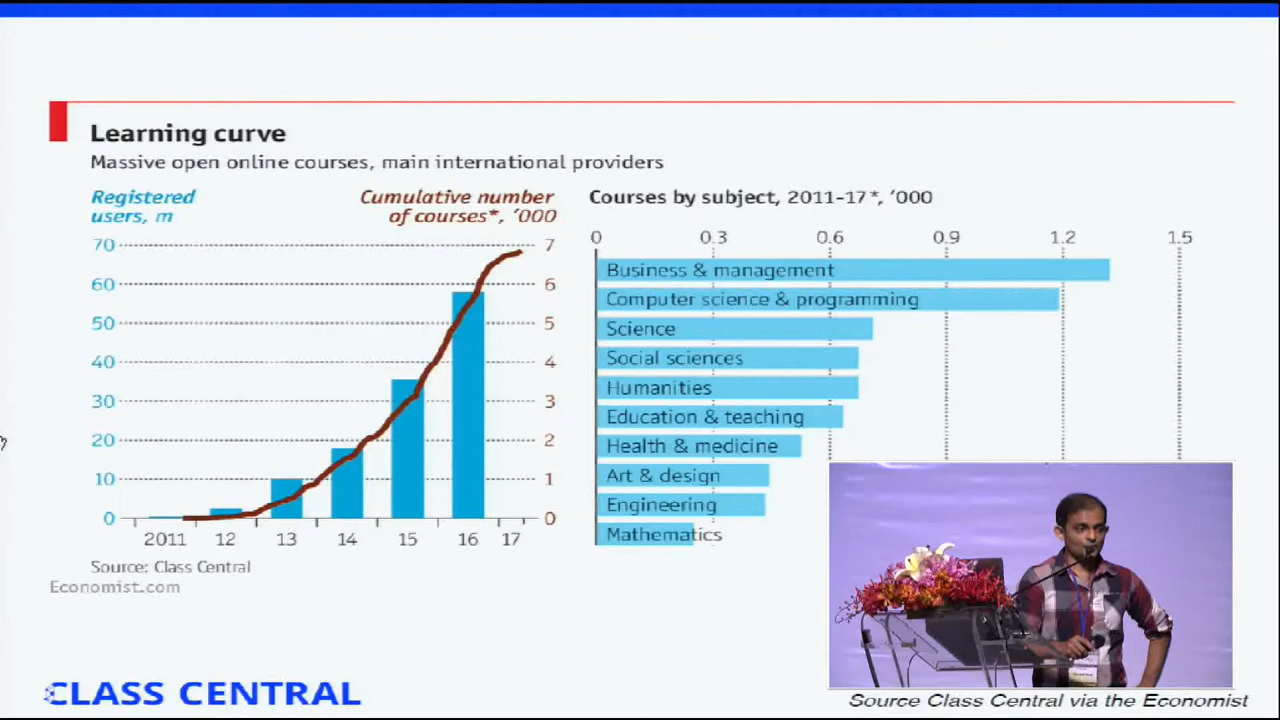 Learning curve
Massive open online courses, main international providers
Registered
users, m
Cumulative number
of courses*, '000
70
60
50
40
30
20
10
0
7
6
5
4
3
2
1
0
2011 12 13 14 15 16 17
Source: Class Central
Economist.com
Courses by subject, 2011-17*, '000
0 0.3 0.6 0.9 1.2 1.5
Business & management
Computer science & programming
Science
Social sciences
Humanities
Education & teaching
Health & medicine
Art & design
Engineering
Mathematics
CLASS CENTRAL
Source Class Central via the Economist